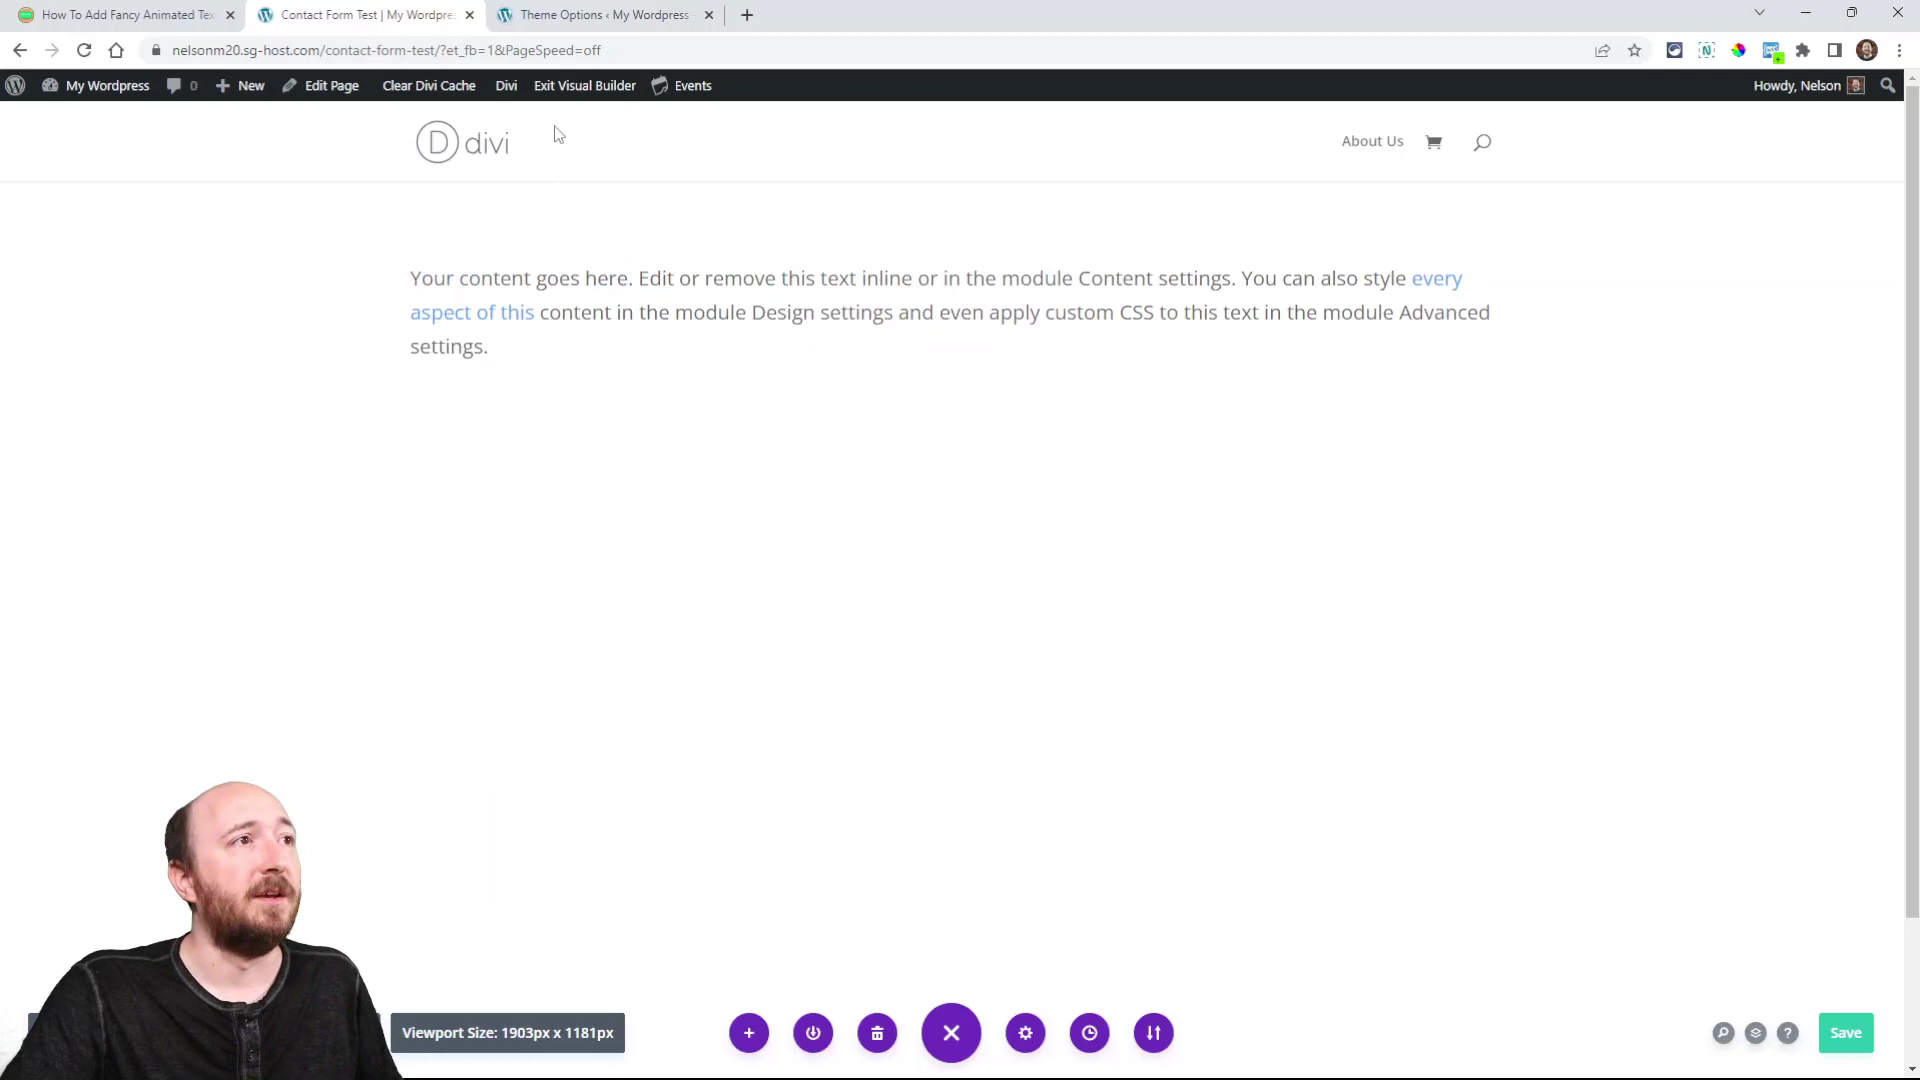 How To Add Fancy Animated Tex
Contact Form Test | My Wordpre
Theme Options ‹ My Wordpress
nelsonm20.sg-host.com/contact-form-test/?et_fb=1&PageSpeed=off
My Wordpress 0 New Edit Page Clear Divi Cache Divi Exit Visual Builder Events Howdy, Nelson
D divi About Us
Your content goes here. Edit or remove this text inline or in the module Content settings. You can also style every
aspect of this content in the module Design settings and even apply custom CSS to this text in the module Advanced
settings.
Viewport Size: 1903px x 1181px
? Save